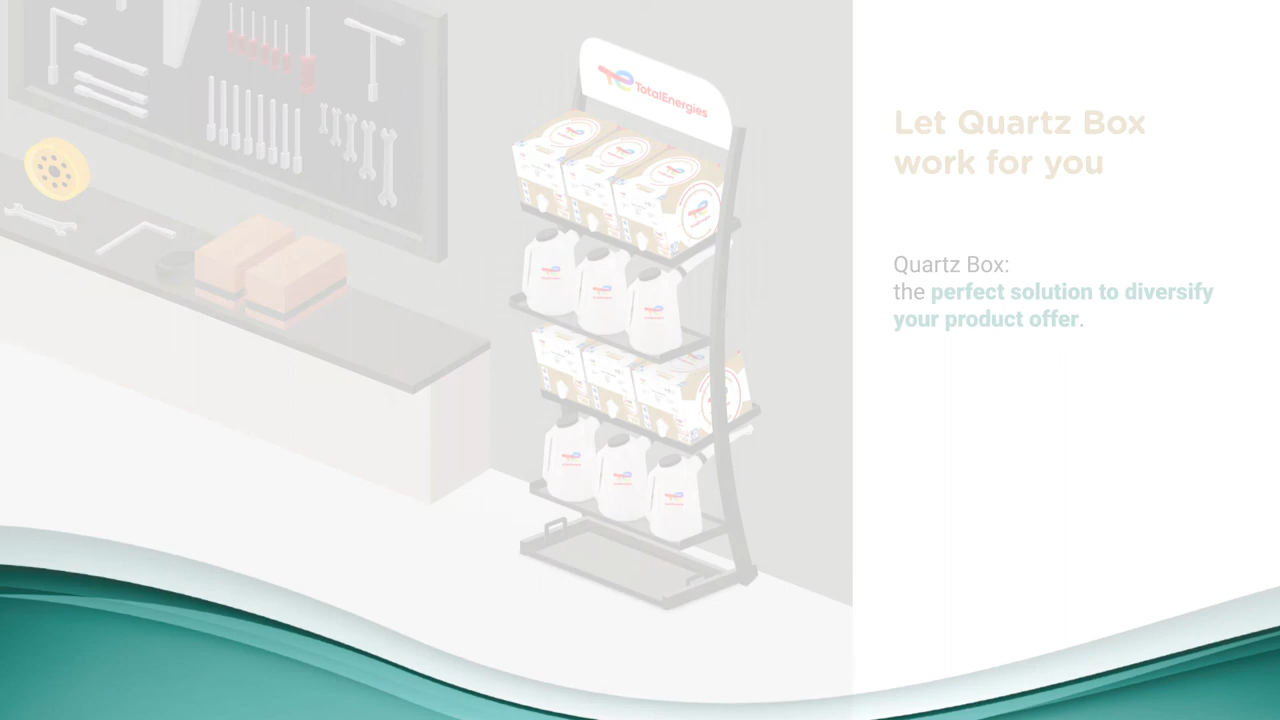 TotalEnergies
Let Quartz Box
work for you
Quartz Box:
the perfect solution to diversify
your product offer.